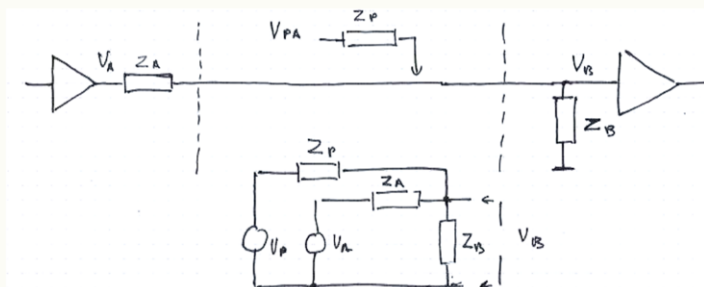 V_PA Z_P
V_A Z_A V_B
Z_B
Z_P
Z_A
V_P V_A Z_B V_B